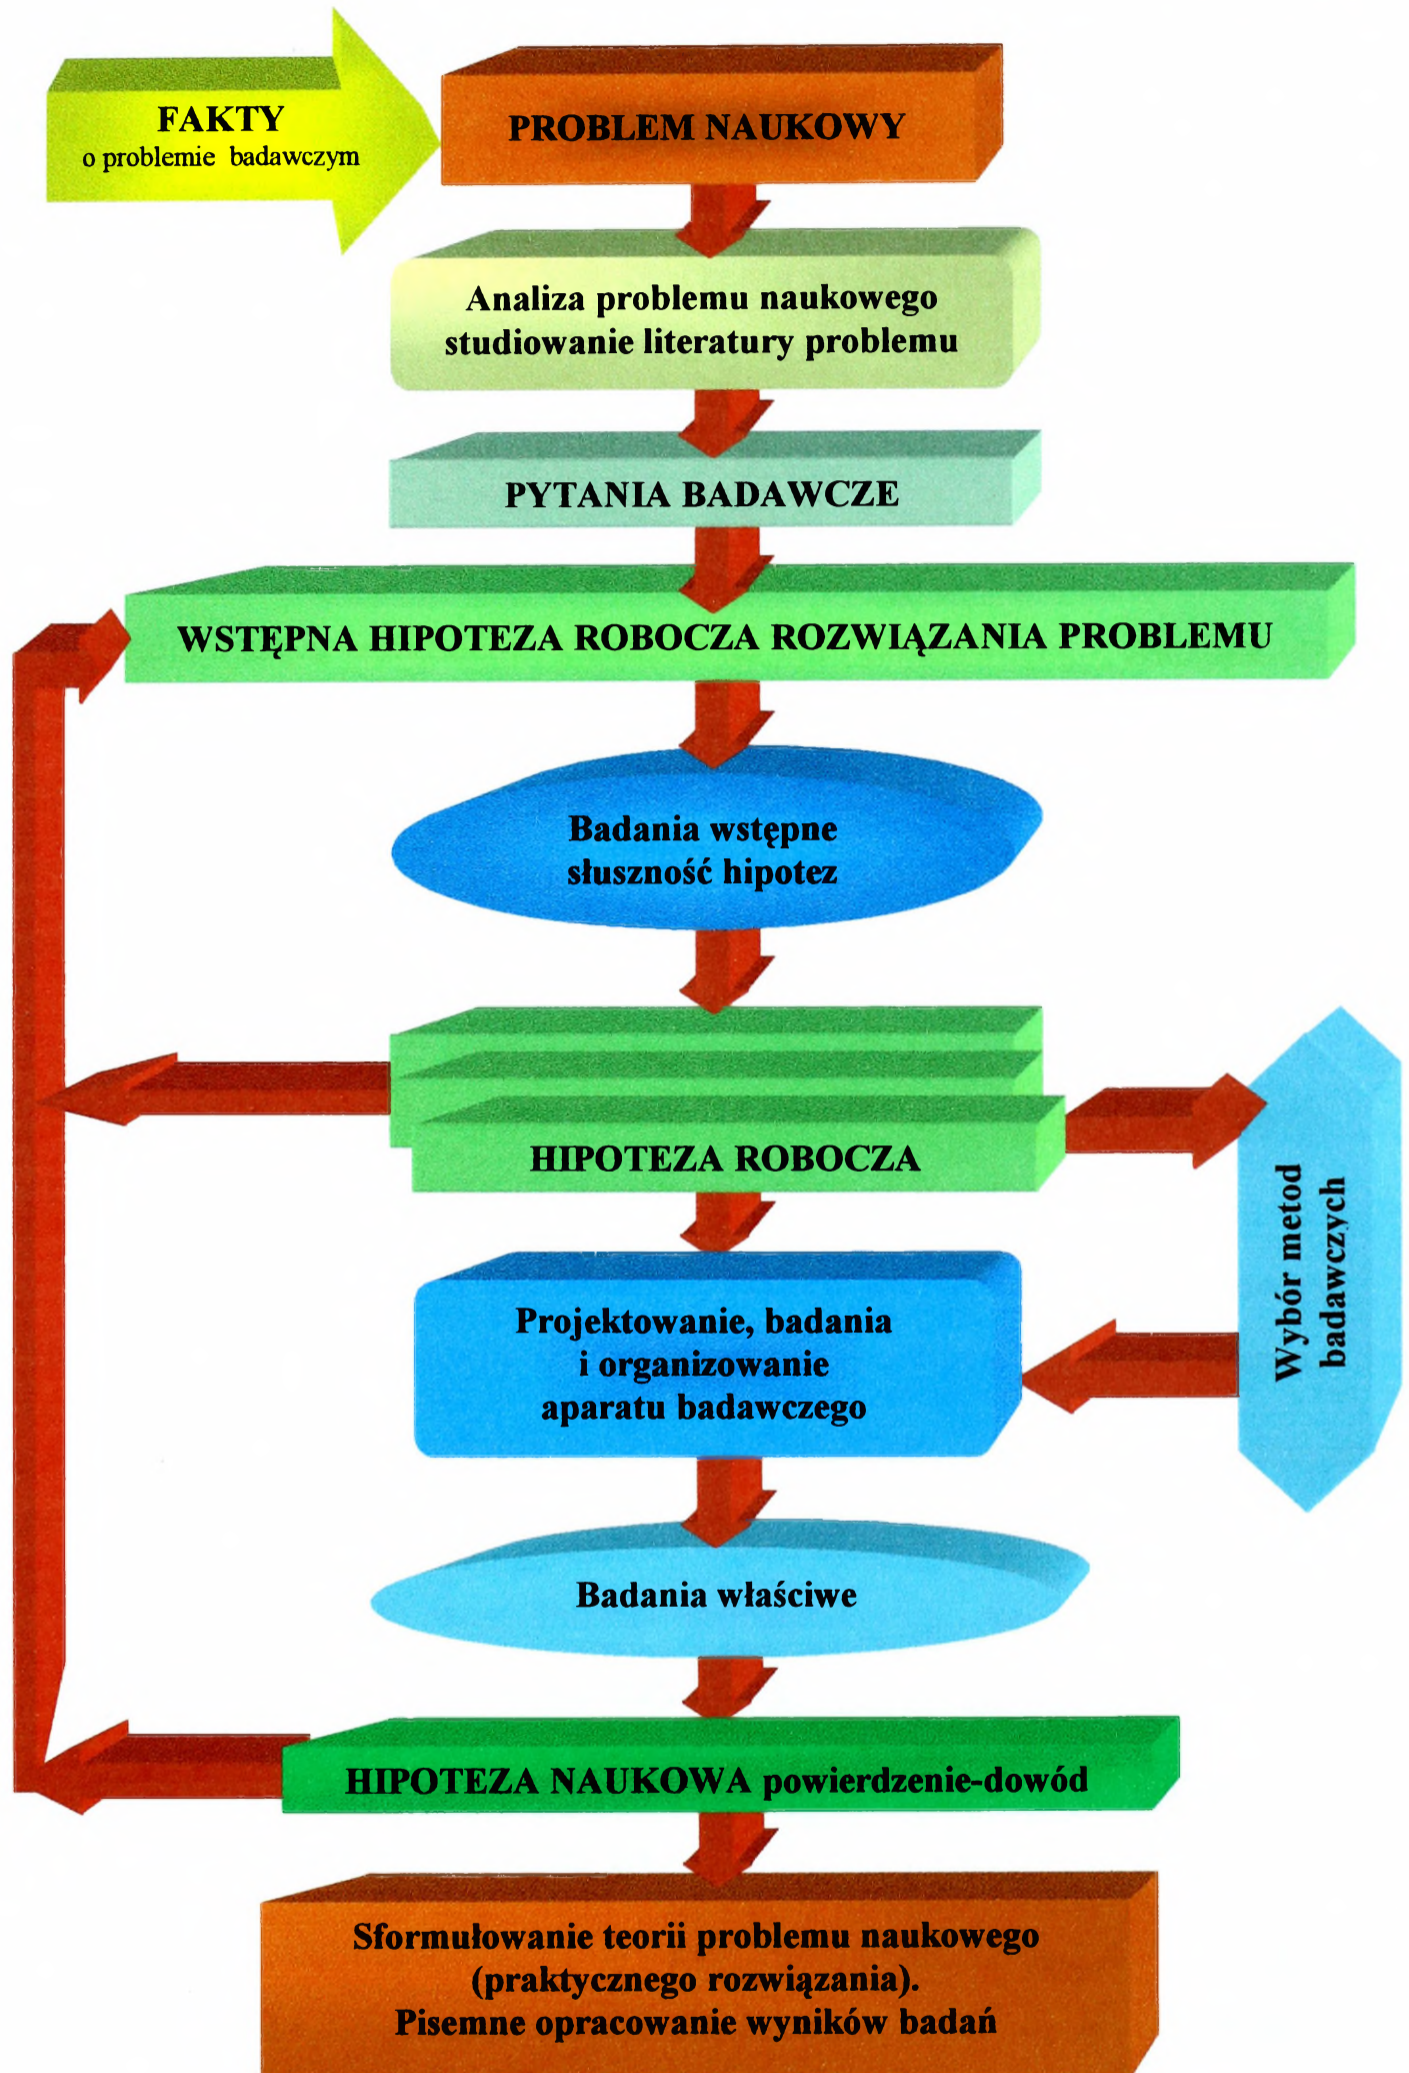 FAKTY
o problemie badawczym
PROBLEM NAUKOWY
Analiza problemu naukowego
studiowanie literatury problemu
PYTANIA BADAWCZE
WSTĘPNA HIPOTEZA ROBOCZA ROZWIĄZANIA PROBLEMU
Badania wstępne
słuszność hipotez
HIPOTEZA ROBOCZA
Wybór metod
badawczych
Projektowanie, badania
i organizowanie
aparatu badawczego
Badania właściwe
HIPOTEZA NAUKOWA powierdzenie-dowód
Sformułowanie teorii problemu naukowego
(praktycznego rozwiązania).
Pisemne opracowanie wyników badań